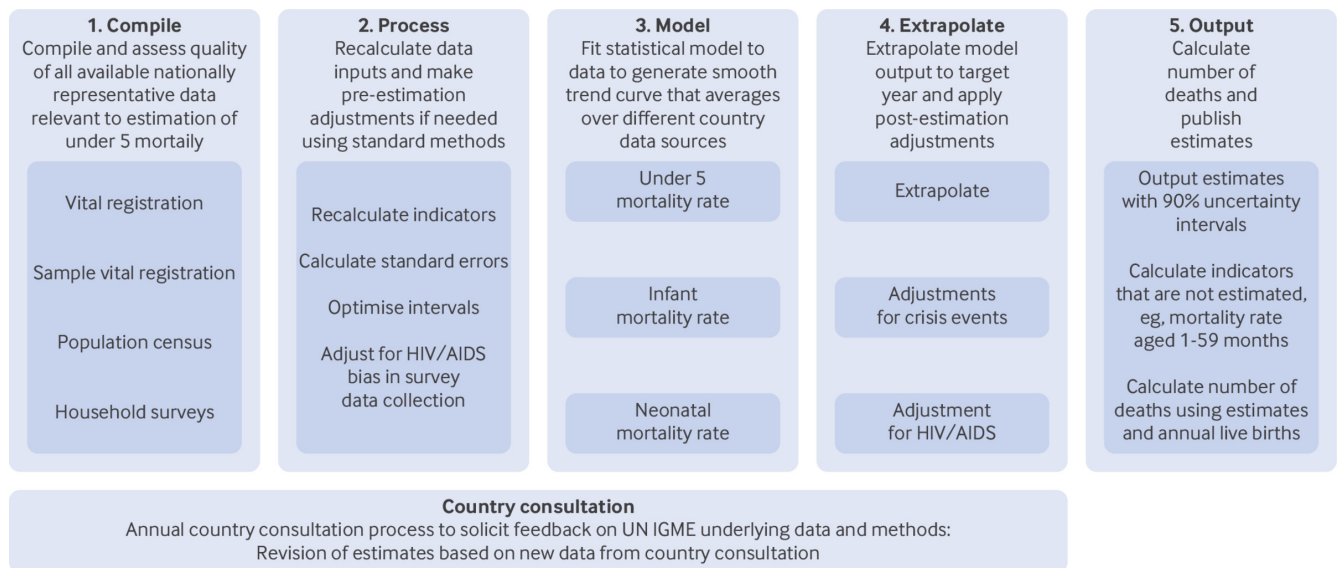 1. Compile
Compile and assess quality
of all available nationally
representative data
relevant to estimation of
under 5 mortaily
Vital registration
Sample vital registration
Population census
Household surveys
2. Process
Recalculate data
inputs and make
pre-estimation
adjustments if needed
using standard methods
Recalculate indicators
Calculate standard errors
Optimise intervals
Adjust for HIV/AIDS
bias in survey
data collection
3. Model
Fit statistical model to
data to generate smooth
trend curve that averages
over different country
data sources
Under 5
mortality rate
Infant
mortality rate
Neonatal
mortality rate
4. Extrapolate
Extrapolate model
output to target
year and apply
post-estimation
adjustments
Extrapolate
Adjustments
for crisis events
Adjustment
for HIV/AIDS
5. Output
Calculate
number of
deaths and
publish
estimates
Output estimates
with 90% uncertainty
intervals
Calculate indicators
that are not estimated,
eg, mortality rate
aged 1-59 months
Calculate number of
deaths using estimates
and annual live births
Country consultation
Annual country consultation process to solicit feedback on UN IGME underlying data and methods:
Revision of estimates based on new data from country consultation